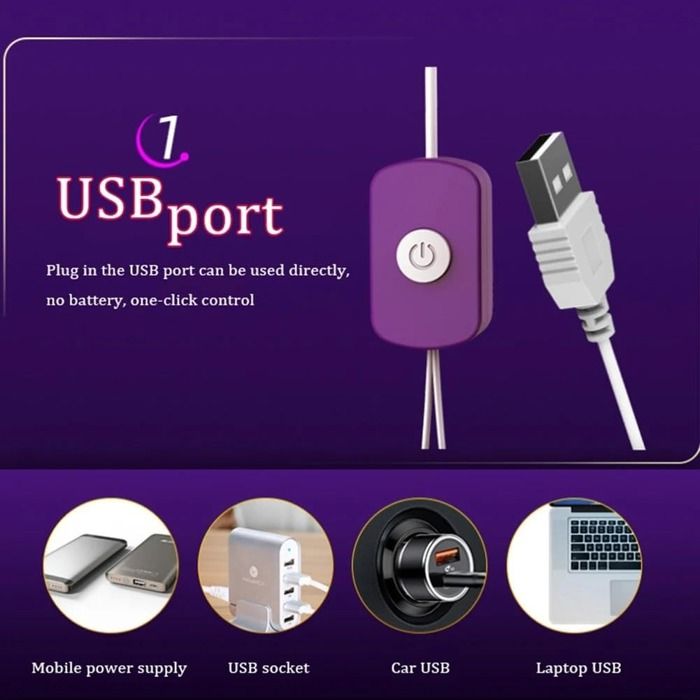 1
USB port
Plug in the USB port can be used directly,
no battery, one-click control
Mobile power supply
USB socket
Car USB
Laptop USB